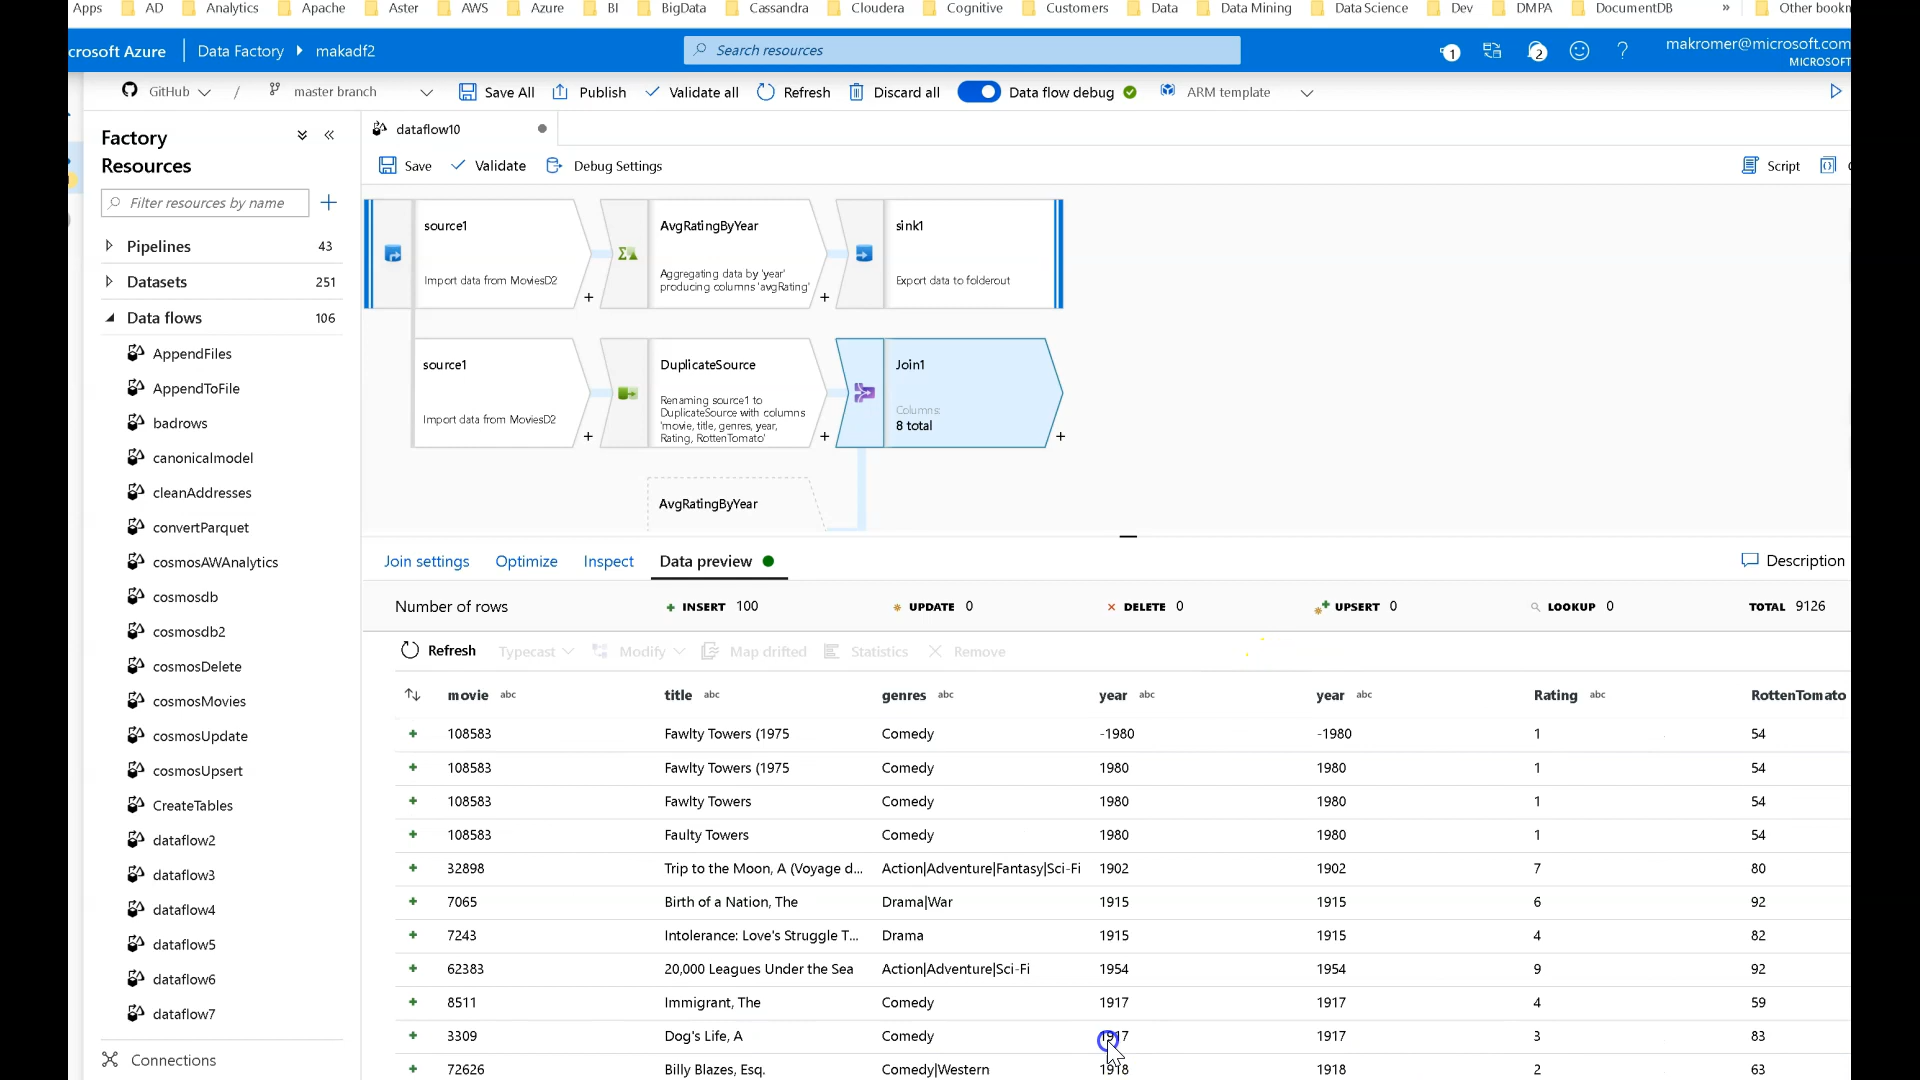 Apps AD Analytics Apache Aster AWS Azure BI BigData Cassandra Cloudera Cognitive Customers Data Data Mining Data Science Dev DMPA DocumentDB » Other bookn
crosoft Azure Data Factory makadf2 Search resources 1 2 ? makromer@microsoft.com
MICROSOFT
GitHub / master branch Save All Publish Validate all Refresh Discard all Data flow debug ARM template
Factory
Resources
Filter resources by name
Pipelines 43
Datasets 251
Data flows 106
AppendFiles
AppendToFile
badrows
canonicalmodel
cleanAddresses
convertParquet
cosmosAWAnalytics
cosmosdb
cosmosdb2
cosmosDelete
cosmosMovies
cosmosUpdate
cosmosUpsert
CreateTables
dataflow2
dataflow3
dataflow4
dataflow5
dataflow6
dataflow7
Connections
dataflow10
Save Validate Debug Settings Script
source1
Import data from MoviesD2
AvgRatingByYear
Aggregating data by 'year'
producing columns 'avgRating'
sink1
Export data to folderout
source1
Import data from MoviesD2
DuplicateSource
Renaming source1 to
DuplicateSource with columns
'movie, title, genres, year,
Rating, RottenTomato'
Join1
Columns:
8 total
AvgRatingByYear
Join settings Optimize Inspect Data preview Description
Number of rows INSERT 100 UPDATE 0 DELETE 0 UPSERT 0 LOOKUP 0 TOTAL 9126
Refresh Typecast Modify Map drifted Statistics Remove
movie abc title abc genres abc year abc year abc Rating abc RottenTomato
108583 Fawlty Towers (1975 Comedy -1980 -1980 1 54
108583 Fawlty Towers (1975 Comedy 1980 1980 1 54
108583 Fawlty Towers Comedy 1980 1980 1 54
108583 Faulty Towers Comedy 1980 1980 1 54
32898 Trip to the Moon, A (Voyage d... Action|Adventure|Fantasy|Sci-Fi 1902 1902 7 80
7065 Birth of a Nation, The Drama|War 1915 1915 6 92
7243 Intolerance: Love's Struggle T... Drama 1915 1915 4 82
62383 20,000 Leagues Under the Sea Action|Adventure|Sci-Fi 1954 1954 9 92
8511 Immigrant, The Comedy 1917 1917 4 59
3309 Dog's Life, A Comedy 1917 1917 3 83
72626 Billy Blazes, Esq. Comedy|Western 1918 1918 2 63